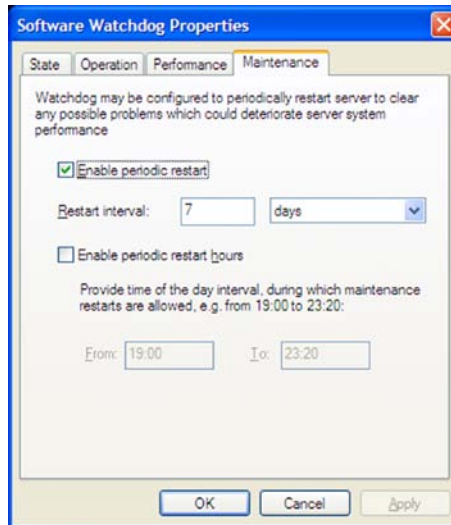 Software Watchdog Properties
State Operation Performance Maintenance
Watchdog may be configured to periodically restart server to clear
any possible problems which could deteriorate server system
performance
Enable periodic restart
Restart interval: 7 days
Enable periodic restart hours
Provide time of the day interval, during which maintenance
restarts are allowed, e.g. from 19:00 to 23:20:
From: 19:00 To: 23:20
OK Cancel Apply